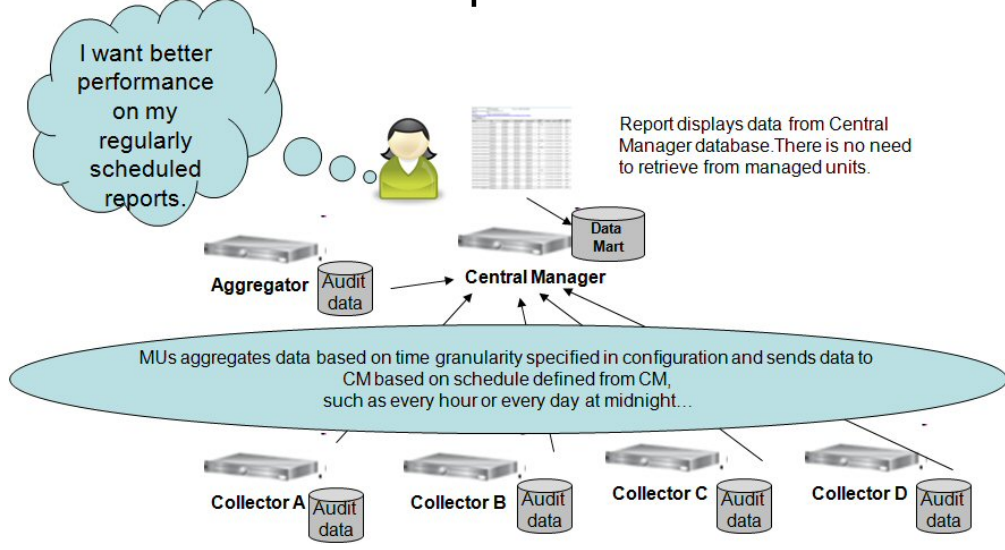 I want better
performance
on my
regularly
scheduled
reports.
Report displays data from Central
Manager database.There is no need
to retrieve from managed units.
Data
Mart
Aggregator
Audit
data
Central Manager
MUs aggregates data based on time granularity specified in configuration and sends data to
CM based on schedule defined from CM,
such as every hour or every day at midnight…
Collector A
Audit
data
Collector B
Audit
data
Collector C
Audit
data
Collector D
Audit
data